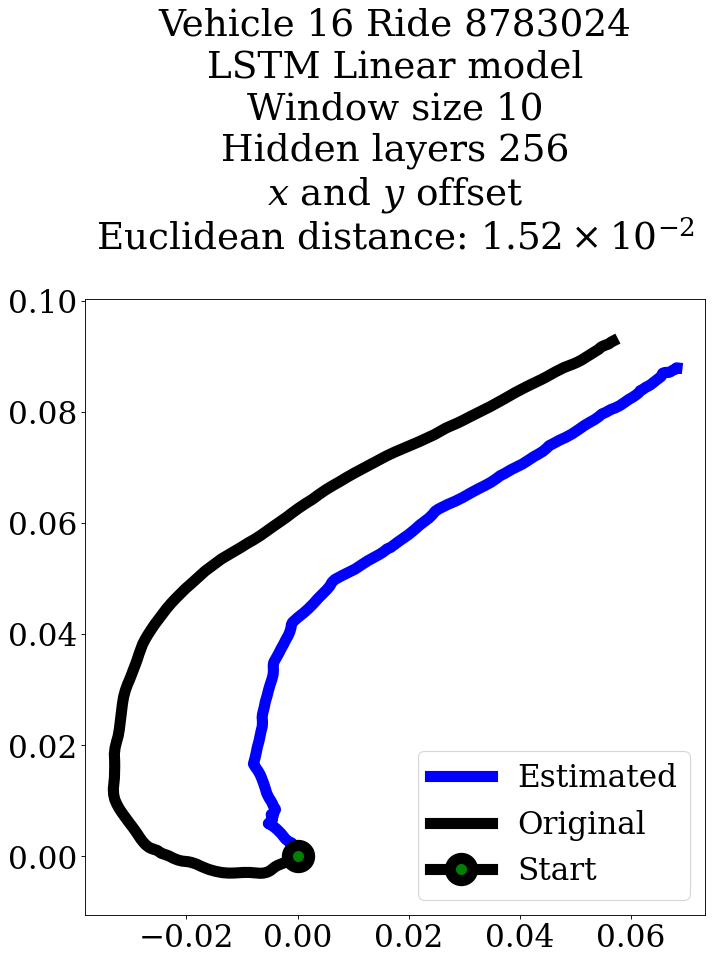 Vehicle 16 Ride 8783024
LSTM Linear model
Window size 10
Hidden layers 256
x and y offset
Euclidean distance: 1.52 × 10⁻²
0.10
0.08
0.06
0.04
0.02
0.00
Estimated
Original
Start
−0.02 0.00 0.02 0.04 0.06